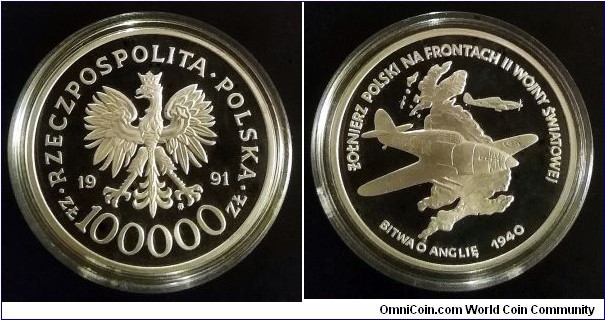 RZECZPOSPOLITA · POLSKA
19 91
ZŁ 100000 ZŁ
ŻOŁNIERZ POLSKI NA FRONTACH II WOJNY ŚWIATOWEJ
BITWA O ANGLIĘ 1940
OmniCoin.com World Coin Community